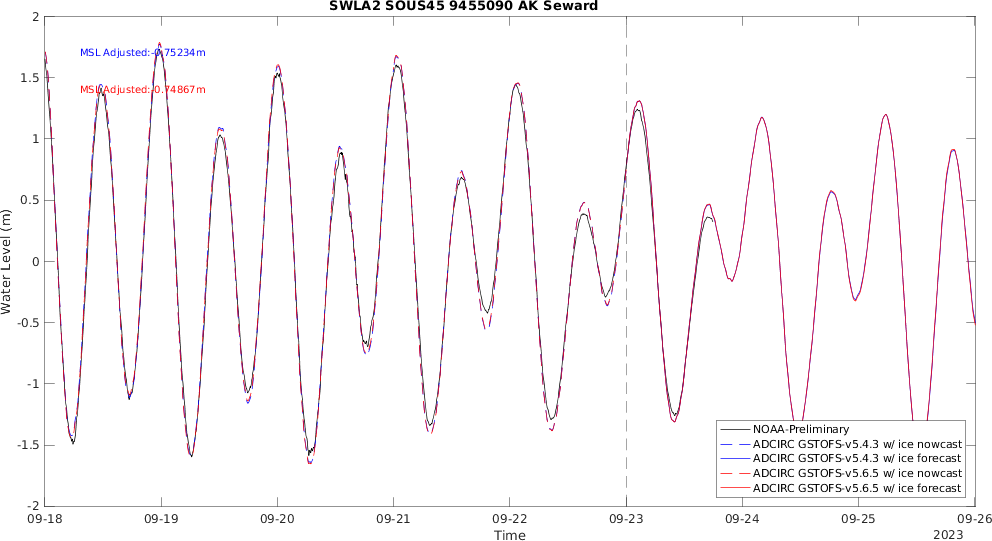 SWLA2 SOUS45 9455090 AK Seward
MSL Adjusted:-0.75234m
MSL Adjusted:-0.74867m
Water Level (m)
2
1.5
1
0.5
0
-0.5
-1
-1.5
-2
NOAA-Preliminary
ADCIRC GSTOFS-v5.4.3 w/ ice nowcast
ADCIRC GSTOFS-v5.4.3 w/ ice forecast
ADCIRC GSTOFS-v5.6.5 w/ ice nowcast
ADCIRC GSTOFS-v5.6.5 w/ ice forecast
09-18 09-19 09-20 09-21 09-22 09-23 09-24 09-25 09-26
Time
2023